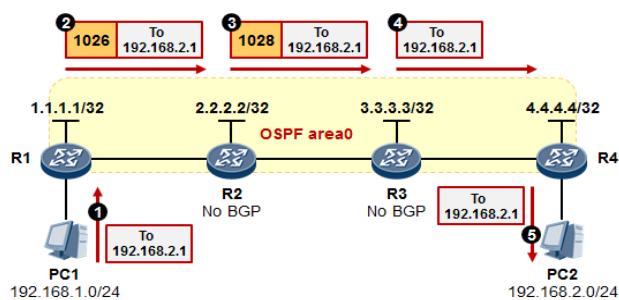 2
1026
To
192.168.2.1
3
1028
To
192.168.2.1
4
To
192.168.2.1
1.1.1.1/32
2.2.2.2/32
3.3.3.3/32
4.4.4.4/32
OSPF area0
R1
R2
No BGP
R3
No BGP
R4
1
To
192.168.2.1
To
192.168.2.1
5
PC1
192.168.1.0/24
PC2
192.168.2.0/24